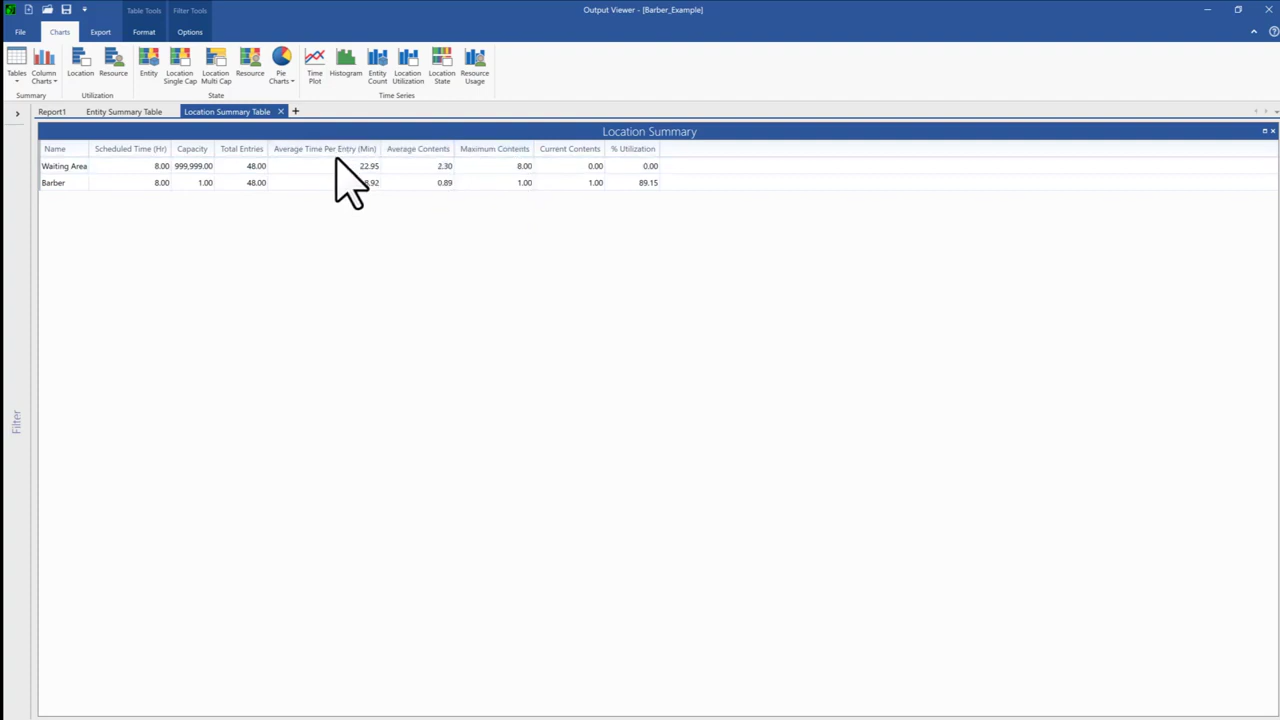 Table Tools Filter Tools Output Viewer - [Barber_Example]
File Charts Export Format Options
Tables Column Charts Location Resource Entity Location Single Cap Location Multi Cap Resource Pie Charts Time Plot Histogram Entity Count Location Utilization Location State Resource Usage
Summary Utilization State Time Series
Report1 Entity Summary Table Location Summary Table
Location Summary
Name Scheduled Time (Hr) Capacity Total Entries Average Time Per Entry (Min) Average Contents Maximum Contents Current Contents % Utilization
Waiting Area 8.00 999,999.00 48.00 22.95 2.30 8.00 0.00 0.00
Barber 8.00 1.00 48.00 0.89 1.00 1.00 89.15
Filter